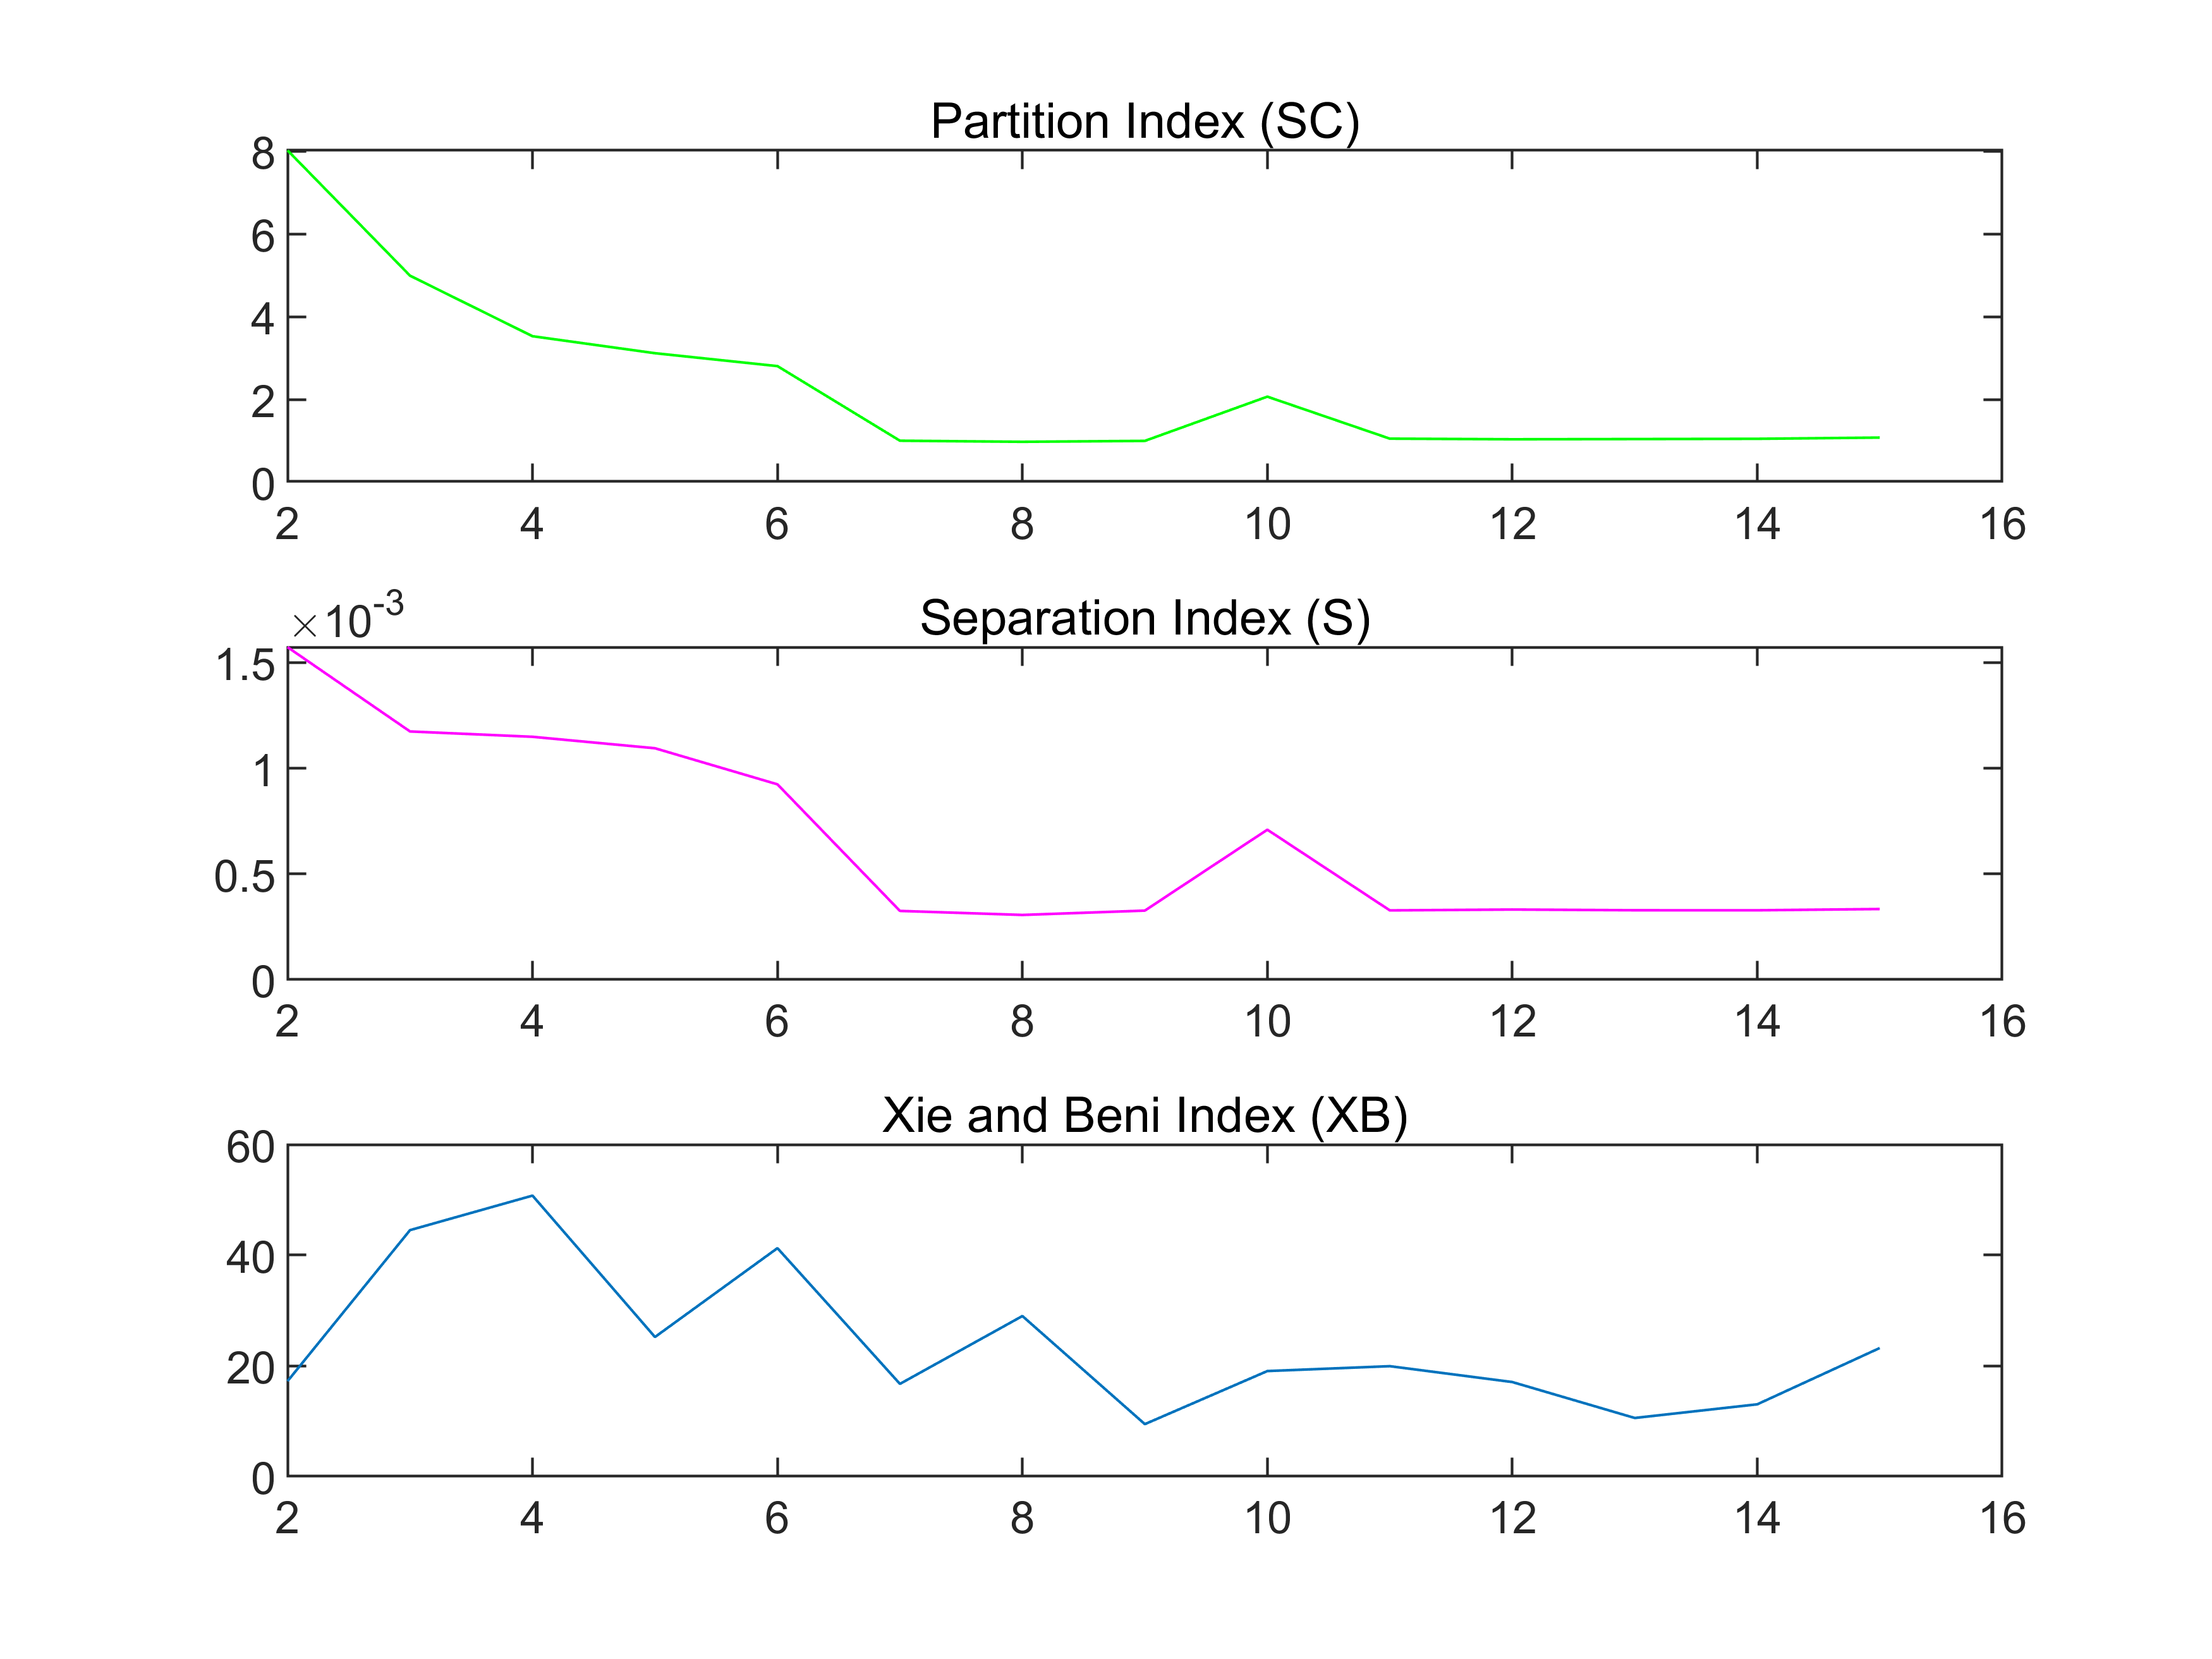 Partition Index (SC)
8
6
4
2
0
2 4 6 8 10 12 14 16
×10-3
Separation Index (S)
1.5
1
0.5
0
2 4 6 8 10 12 14 16
Xie and Beni Index (XB)
60
40
20
0
2 4 6 8 10 12 14 16